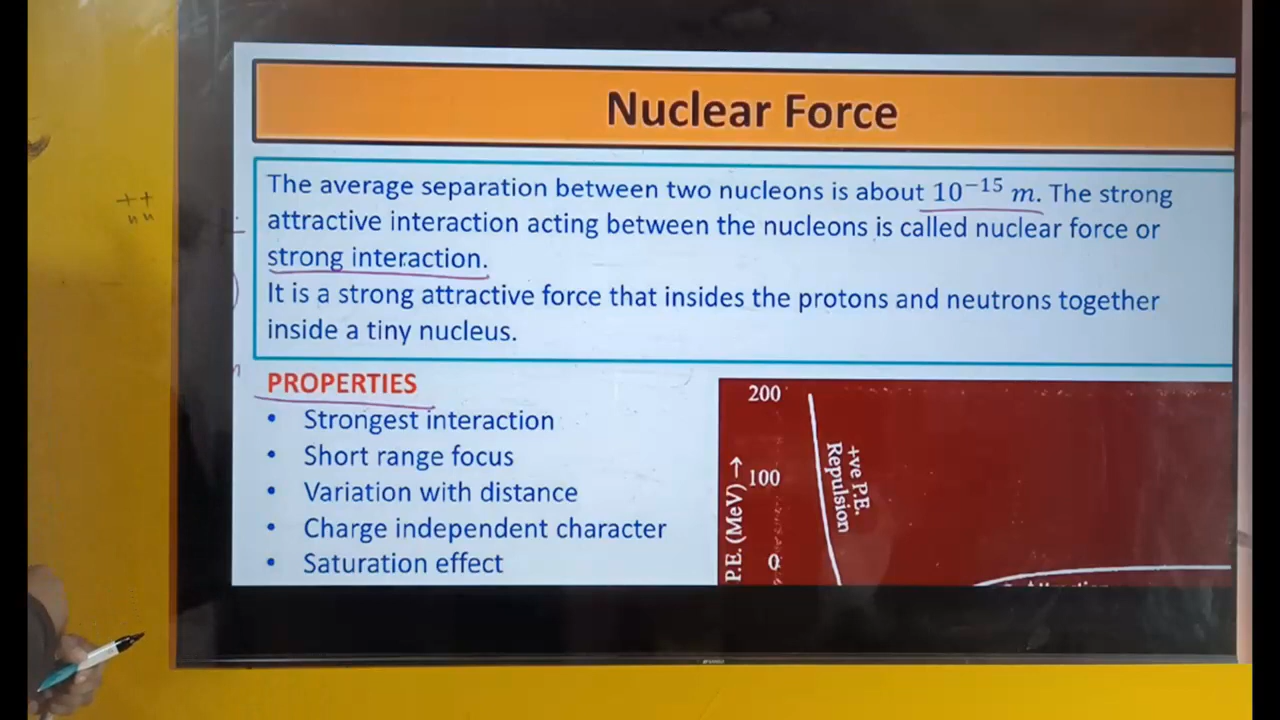 Nuclear Force
The average separation between two nucleons is about 10⁻¹⁵ m. The strong
attractive interaction acting between the nucleons is called nuclear force or
strong interaction.
It is a strong attractive force that insides the protons and neutrons together
inside a tiny nucleus.
PROPERTIES
• Strongest interaction
• Short range focus
• Variation with distance
• Charge independent character
• Saturation effect
200
100
0
P.E. (MeV) →
+ve P.E.
Repulsion
++
nn